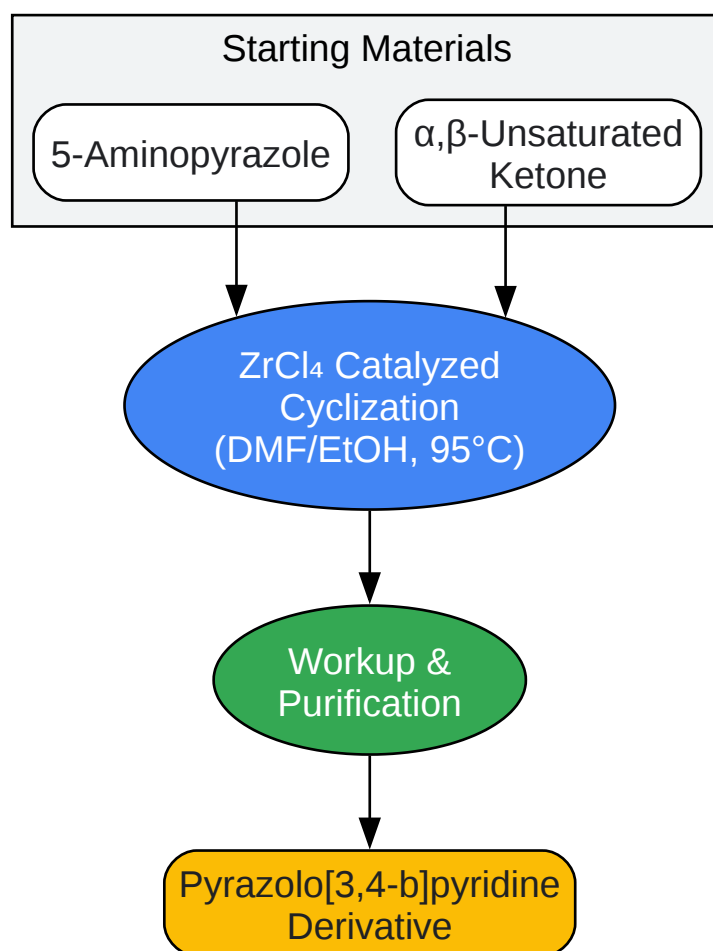 Starting Materials
5-Aminopyrazole
α,β-Unsaturated
Ketone
ZrCl₄ Catalyzed
Cyclization
(DMF/EtOH, 95°C)
Workup &
Purification
Pyrazolo[3,4-b]pyridine
Derivative